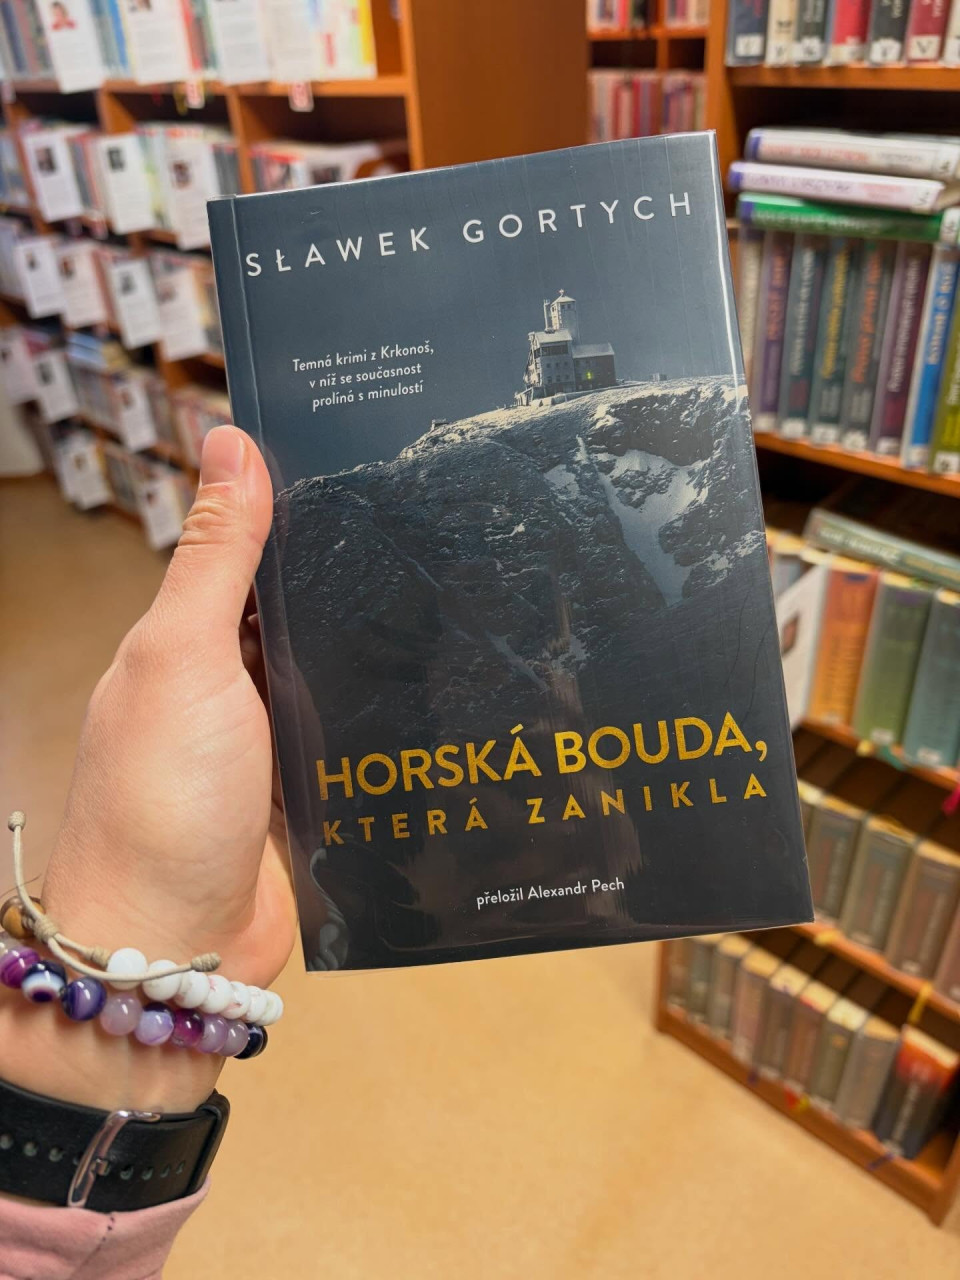 SŁAWEK GORTYCH
Temná krimi z Krkonoš,
v níž se současnost
prolíná s minulostí
HORSKÁ BOUDA,
KTERÁ ZANIKLA
přeložil Alexandr Pech